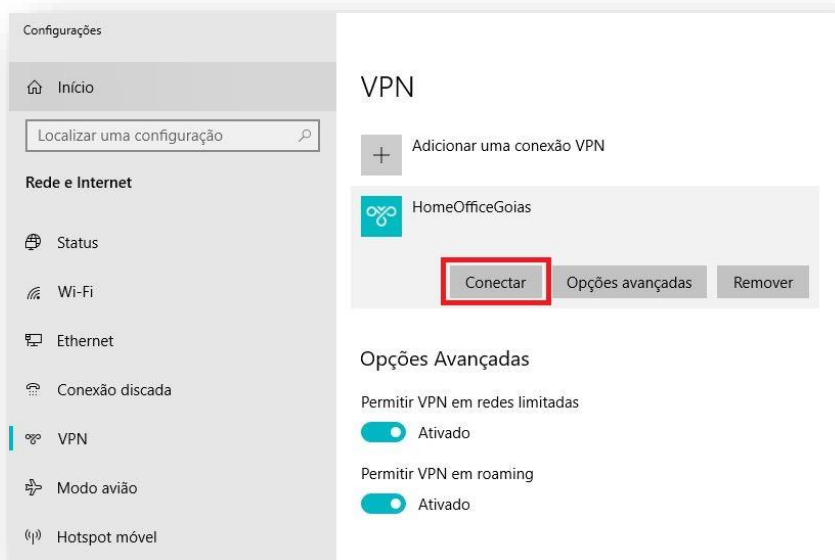 Configurações
Início
Localizar uma configuração
Rede e Internet
Status
Wi-Fi
Ethernet
Conexão discada
VPN
Modo avião
Hotspot móvel
VPN
Adicionar uma conexão VPN
HomeOfficeGoias
Conectar Opções avançadas Remover
Opções Avançadas
Permitir VPN em redes limitadas
Ativado
Permitir VPN em roaming
Ativado